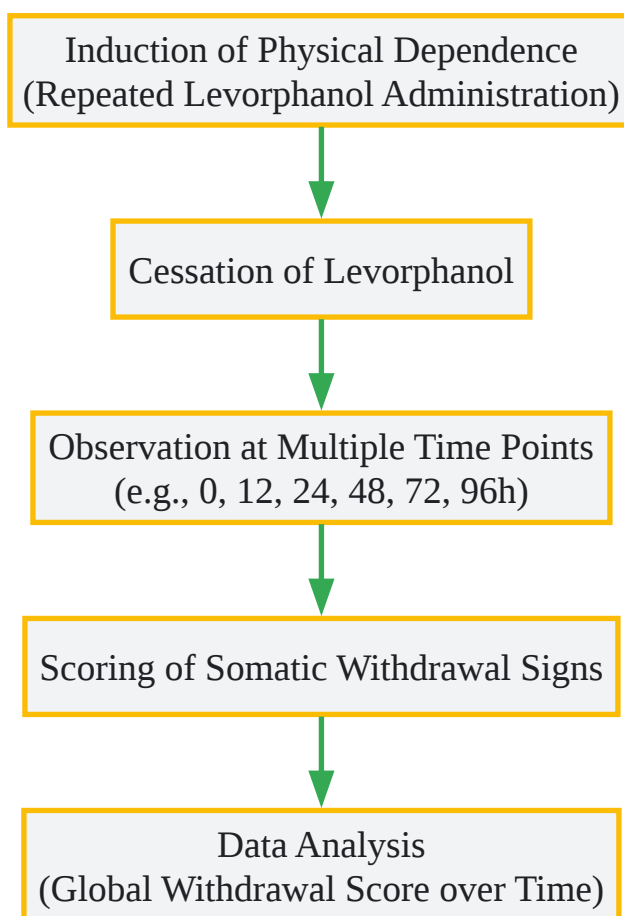 Induction of Physical Dependence
(Repeated Levorphanol Administration)
Cessation of Levorphanol
Observation at Multiple Time Points
(e.g., 0, 12, 24, 48, 72, 96h)
Scoring of Somatic Withdrawal Signs
Data Analysis
(Global Withdrawal Score over Time)